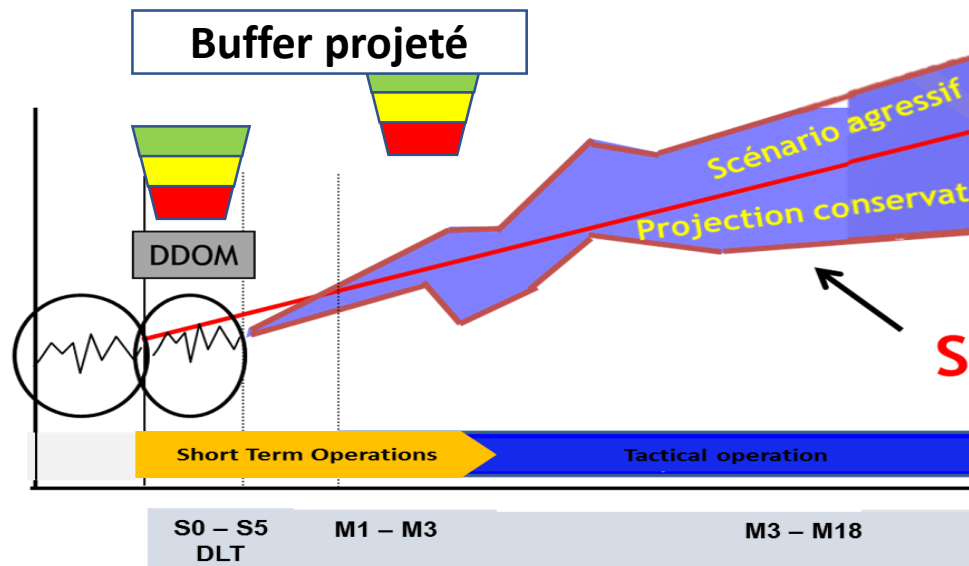 Buffer projeté
Scénario agressif
Projection conservat
DDOM
S
Short Term Operations
Tactical operation
S0 – S5
DLT
M1 – M3
M3 – M18